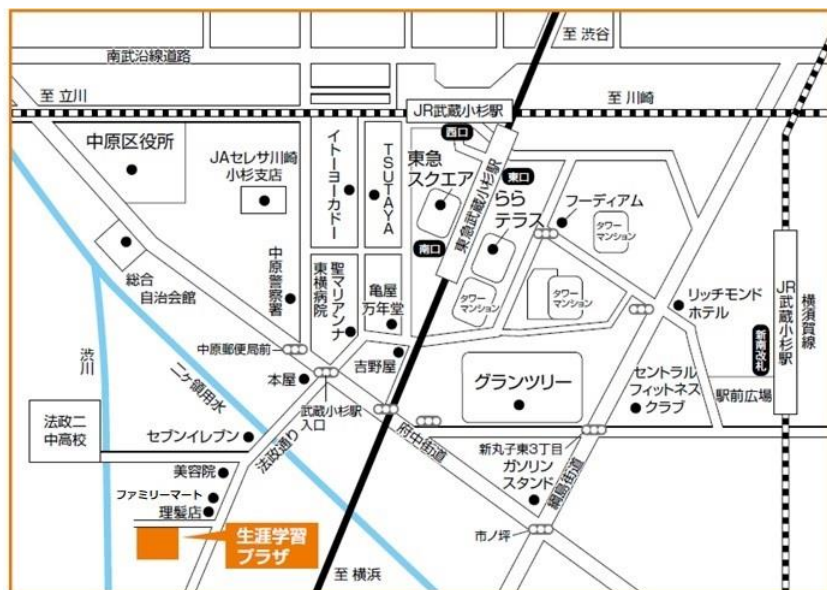 至 渋谷
南武沿線道路
至 立川
JR武蔵小杉駅
至 川崎
西口
中原区役所
JAセレサ川崎
小杉支店
イトーヨーカドー
TSUTAYA
東急
スクエア
東急武蔵小杉駅
東口
南口
らら
テラス
フーディアム
タワー
マンション
総合
自治会館
中原警察署
聖マリアンナ
東横病院
亀屋
万年堂
タワー
マンション
タワー
マンション
リッチモンド
ホテル
JR武蔵小杉駅
横須賀線
新南改札
中原郵便局前
吉野屋
渋川
二ヶ領用水
本屋
武蔵小杉駅
入口
グランツリー
セントラル
フィットネス
クラブ
駅前広場
法政二
中高校
セブンイレブン
法政通り
府中街道
新丸子東3丁目
ガソリン
スタンド
綱島街道
美容院
ファミリーマート
理髪店
生涯学習
プラザ
市ノ坪
至 横浜